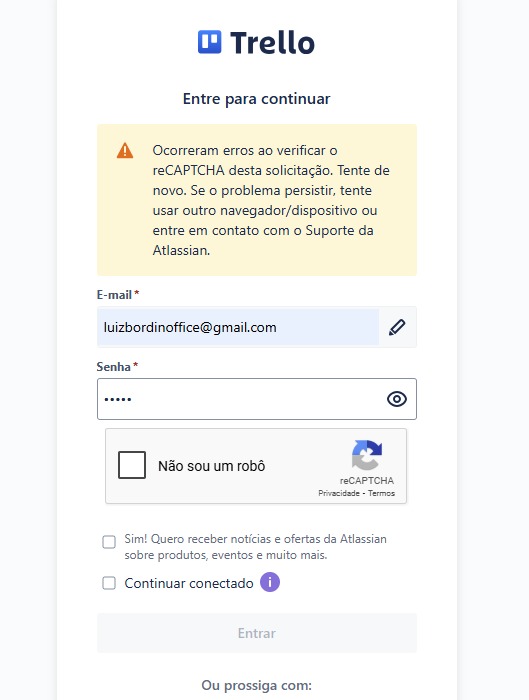 Trello
Entre para continuar
Ocorreram erros ao verificar o
reCAPTCHA desta solicitação. Tente de
novo. Se o problema persistir, tente
usar outro navegador/dispositivo ou
entre em contato com o Suporte da
Atlassian.
E-mail*
luizbordinoffice@gmail.com
Senha*
•••••
Não sou um robô
reCAPTCHA
Privacidade - Termos
Sim! Quero receber notícias e ofertas da Atlassian
sobre produtos, eventos e muito mais.
Continuar conectado i
Entrar
Ou prossiga com: